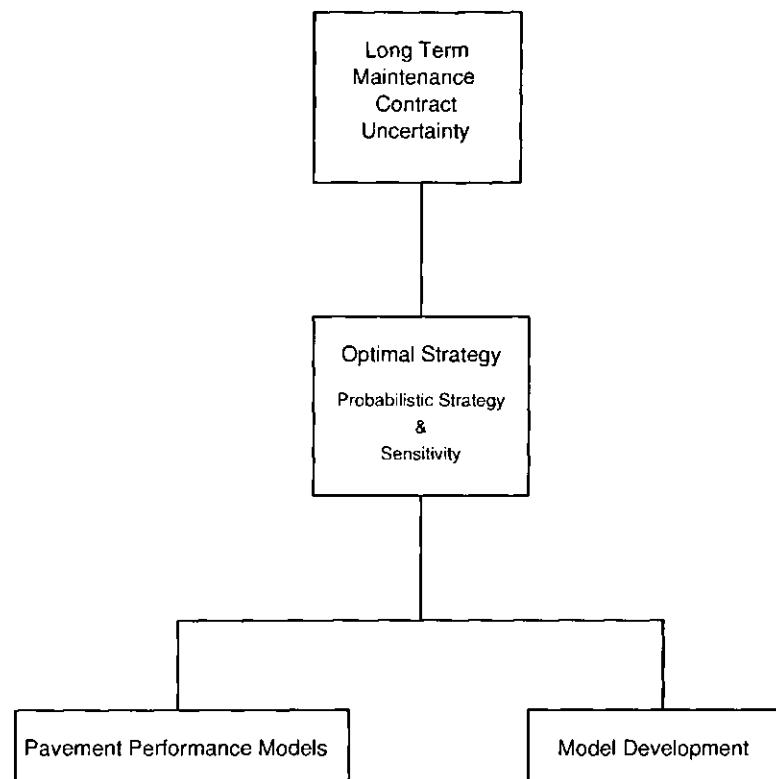 Long Term
Maintenance
Contract
Uncertainty
Optimal Strategy
Probabilistic Strategy
&
Sensitivity
Pavement Performance Models
Model Development